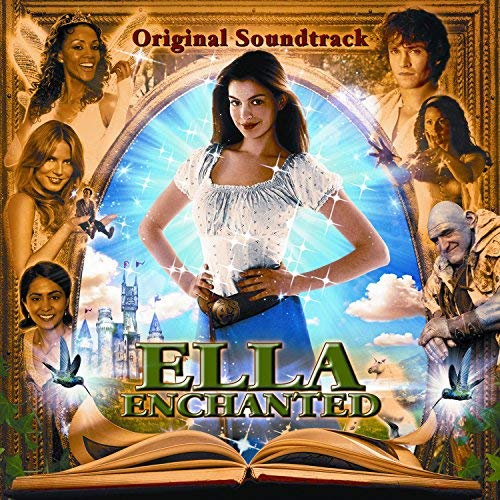 Original Soundtrack
ELLA
ENCHANTED